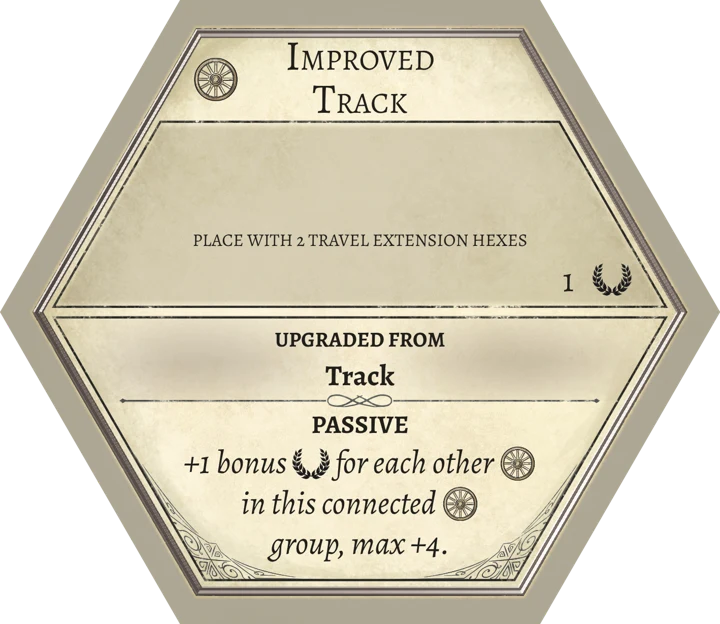 Improved
Track
PLACE WITH 2 TRAVEL EXTENSION HEXES
1
UPGRADED FROM
Track
PASSIVE
+1 bonus for each other
in this connected
group, max +4.